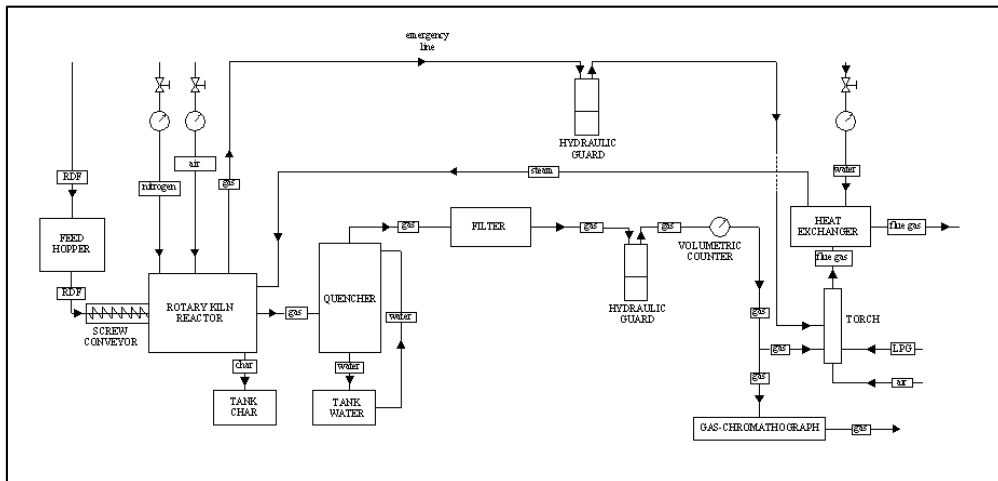 emergency
line
HYDRAULIC
GUARD
RDF
nitrogen
air
gas
steam
water
FEED
HOPPER
RDF
SCREW
CONVEYOR
ROTARY KILN
REACTOR
char
TANK
CHAR
gas
QUENCHER
water
TANK
WATER
water
gas
FILTER
gas
HYDRAULIC
GUARD
gas
VOLUMETRIC
COUNTER
gas
gas
gas
HEAT
EXCHANGER
flue gas
flue gas
TORCH
LPG
air
GAS-CHROMATHOGRAPH
gas